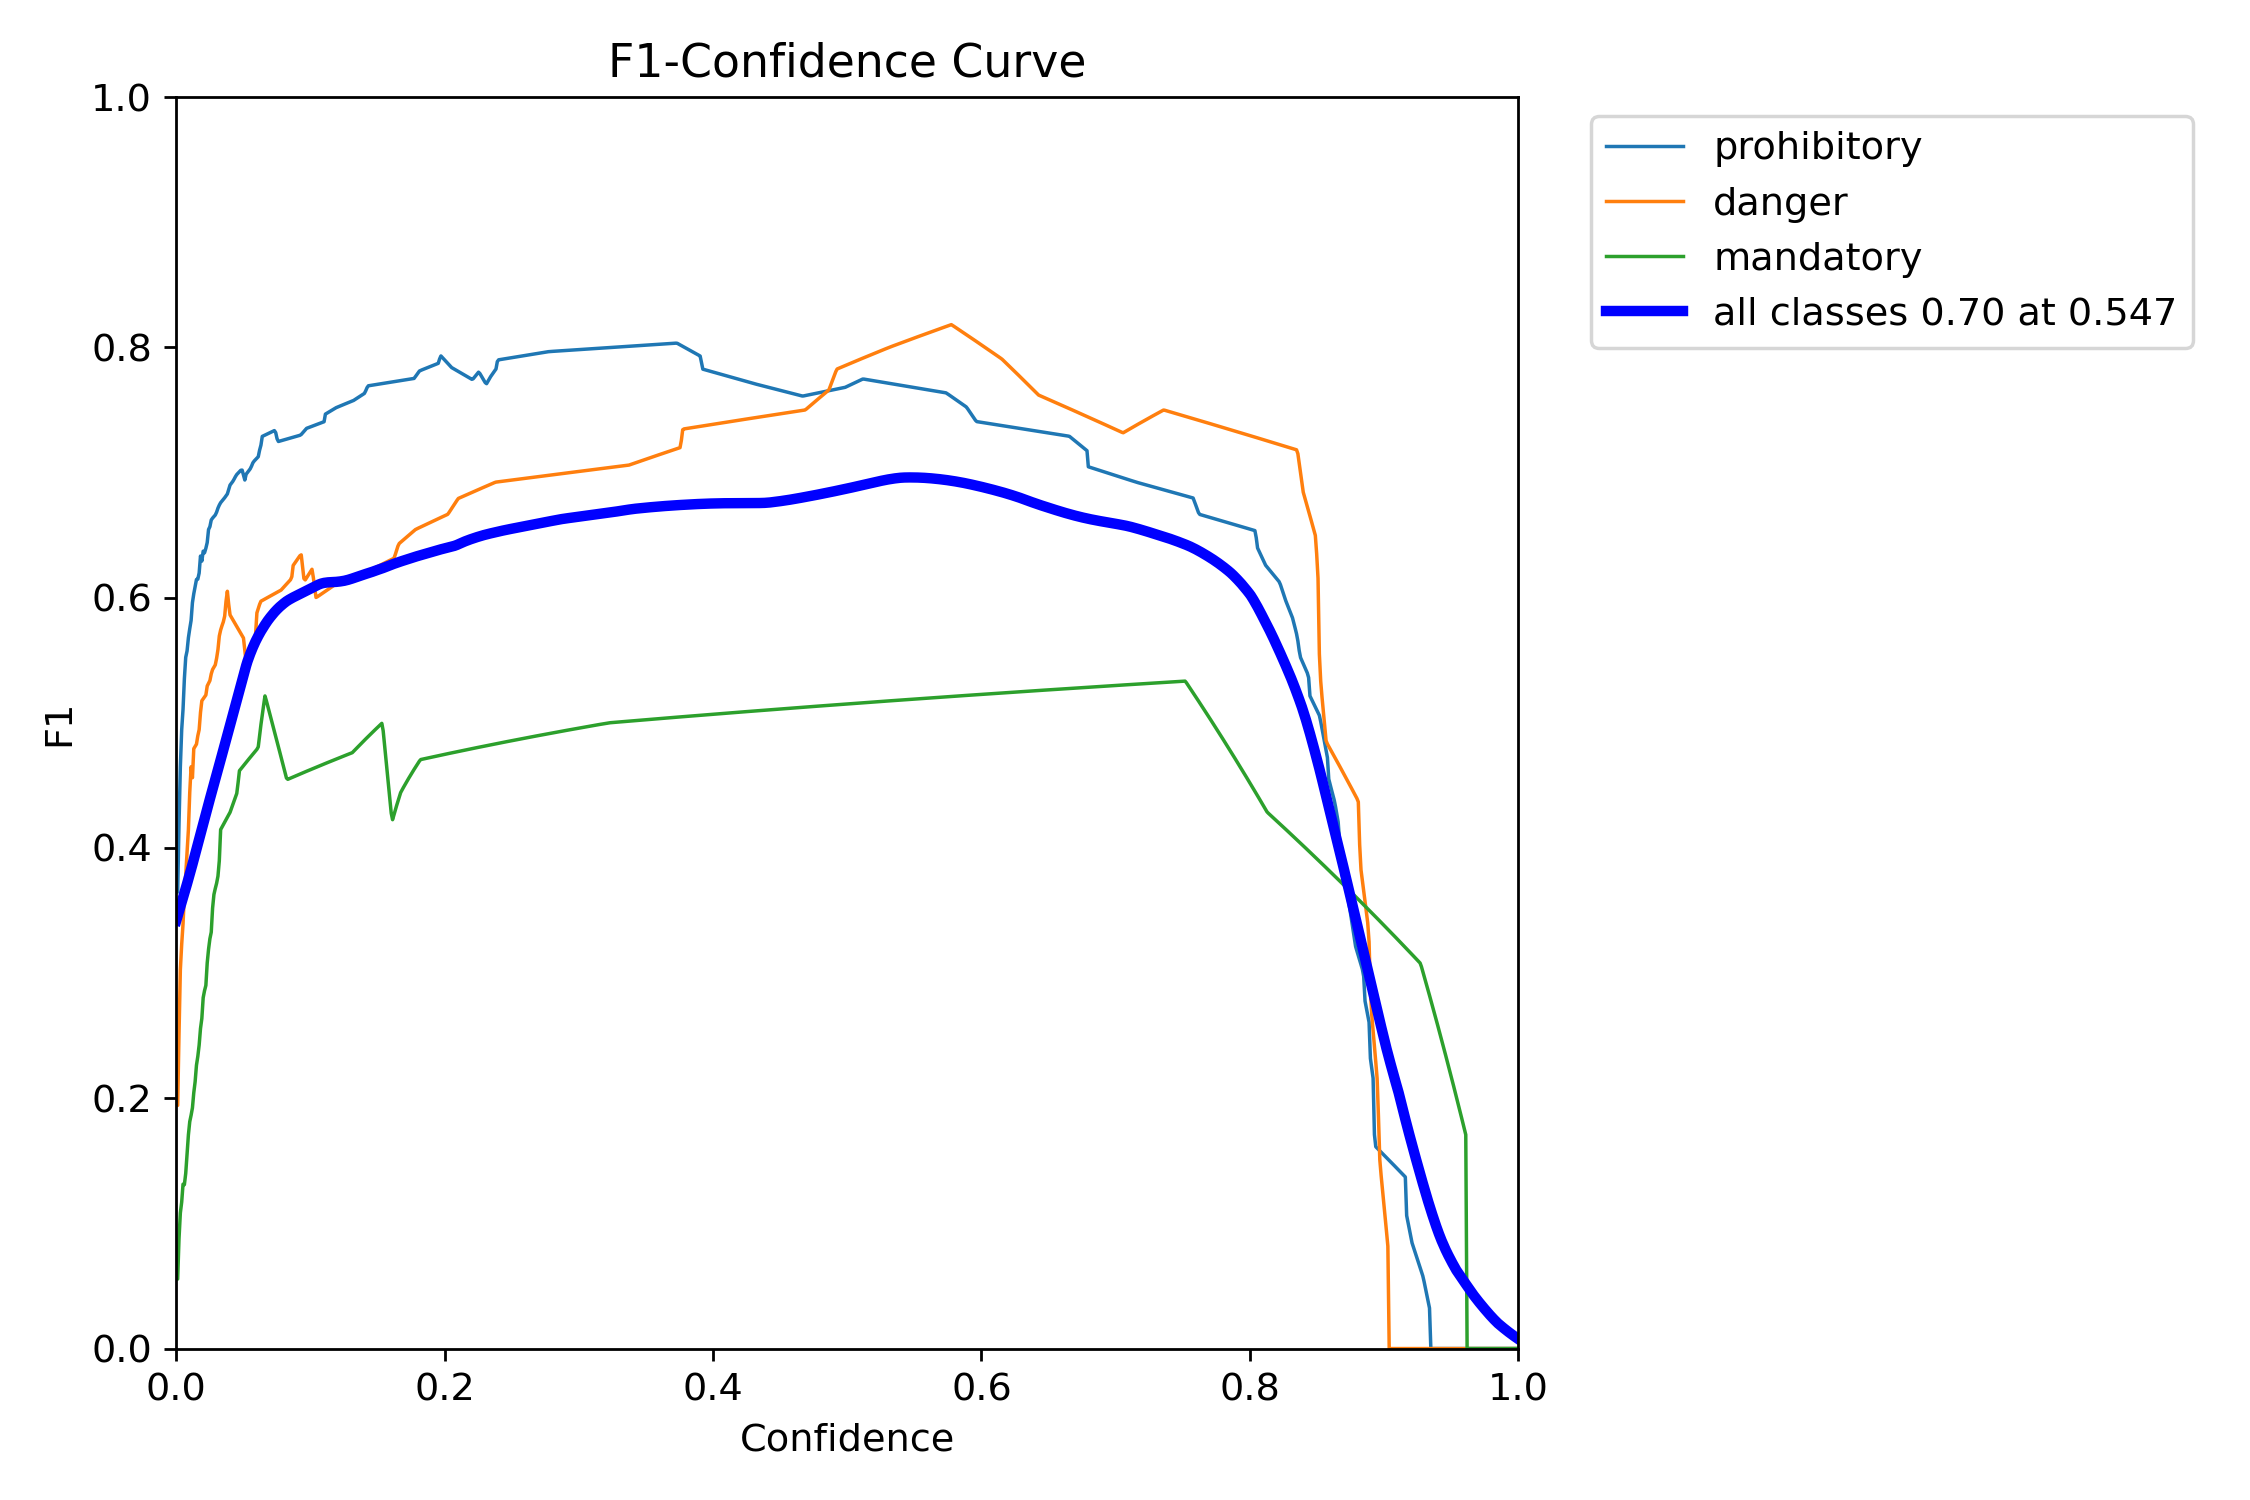 F1-Confidence Curve
1.0
0.8
0.6
0.4
0.2
0.0
F1
0.0 0.2 0.4 0.6 0.8 1.0
Confidence
prohibitory
danger
mandatory
all classes 0.70 at 0.547